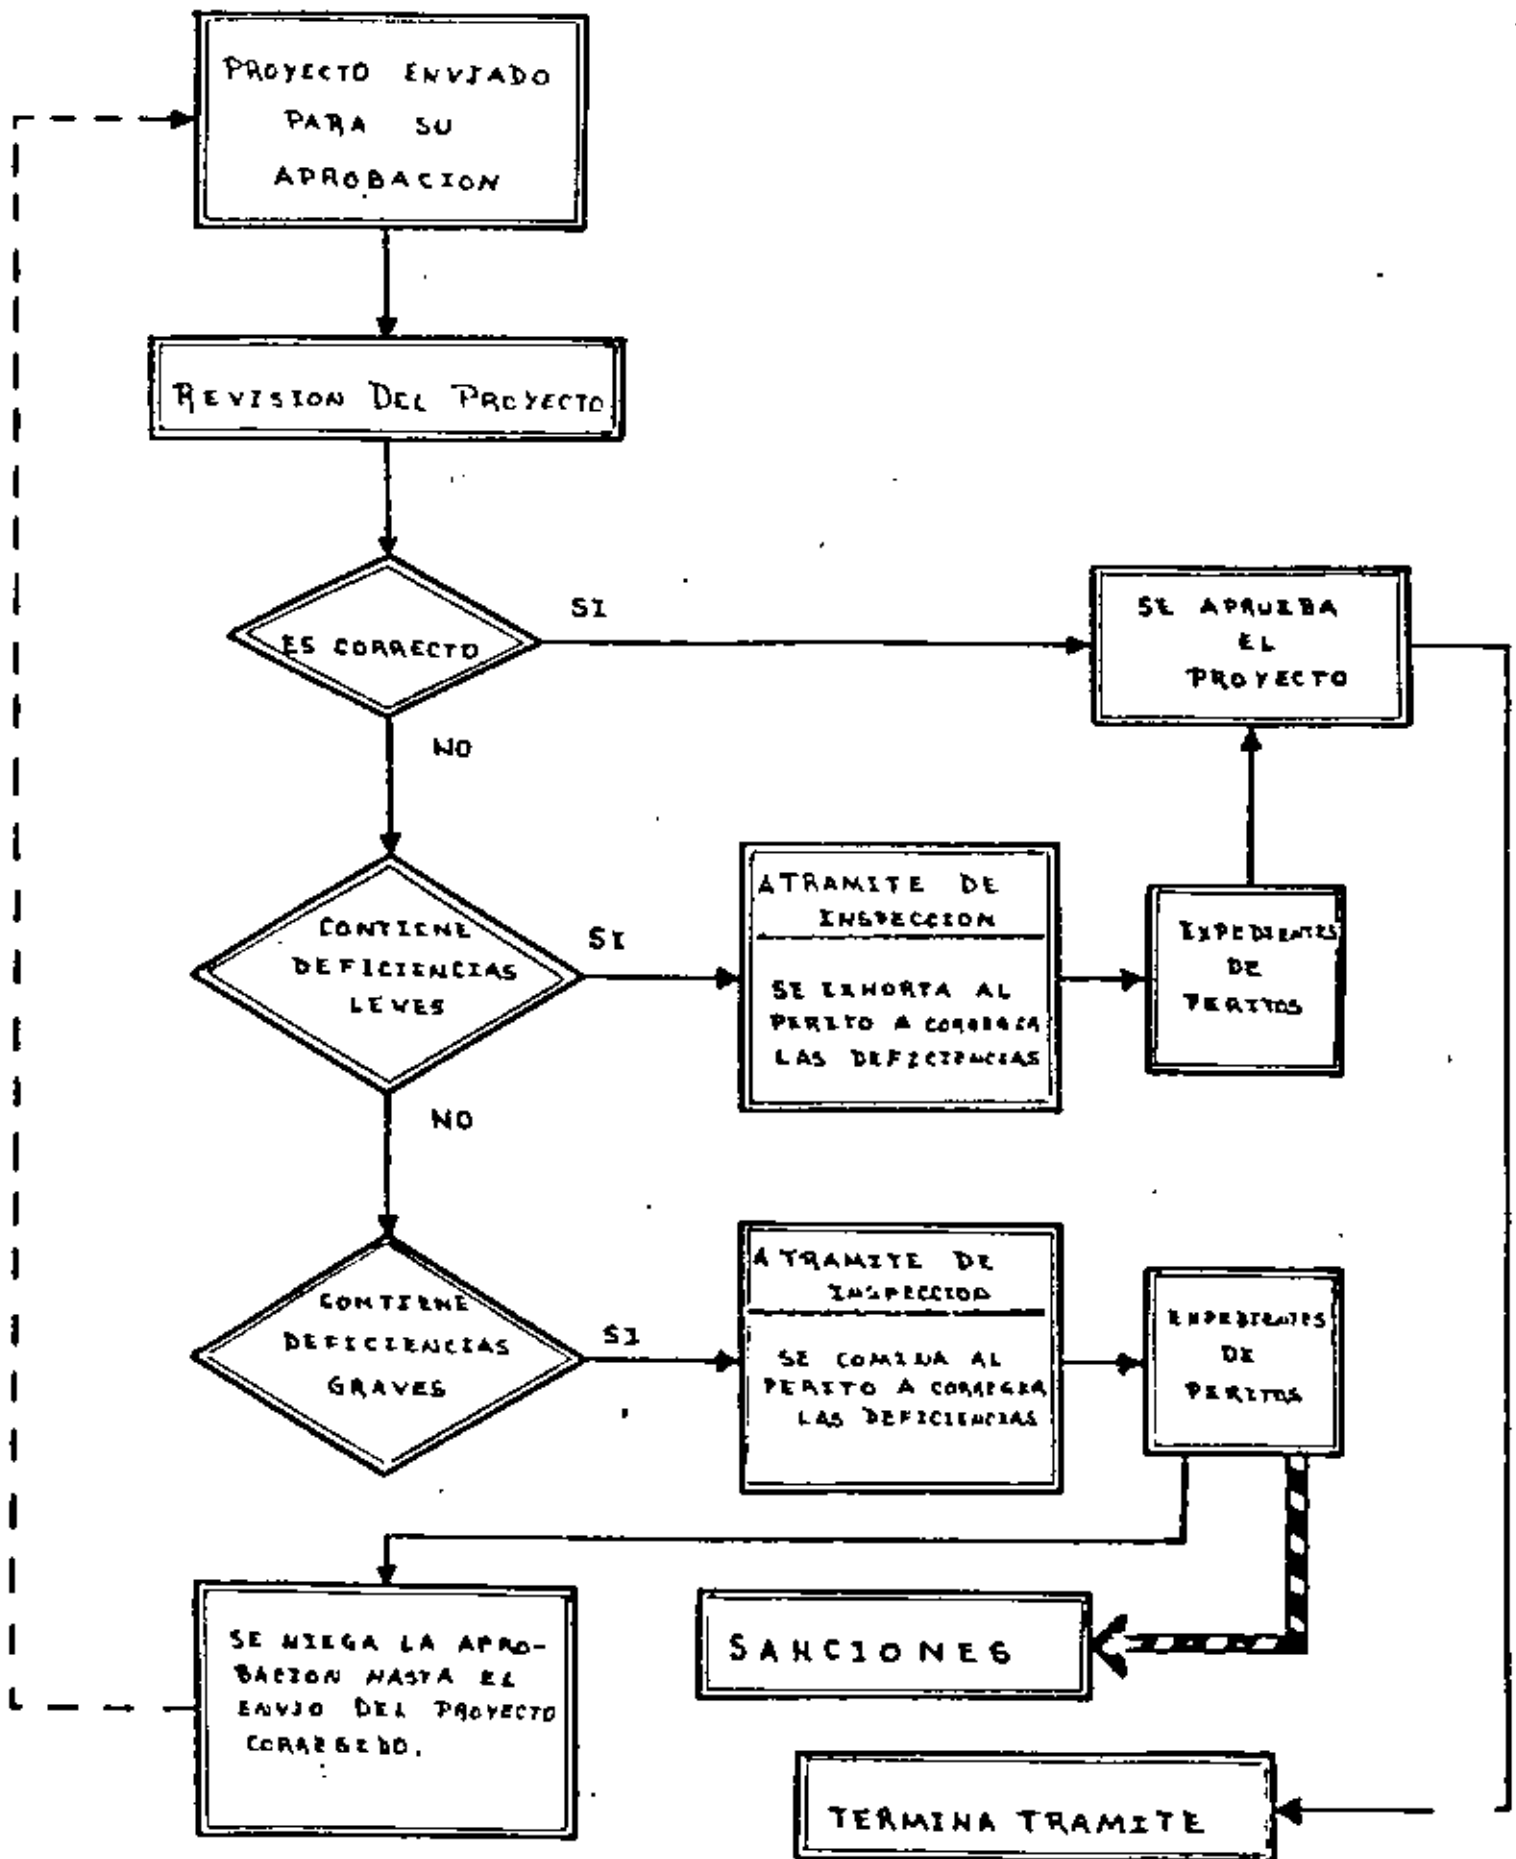 PROYECTO ENVIADO
PARA SU
APROBACION
REVISION DEL PROYECTO
ES CORRECTO
SI
SE APRUEBA
EL
PROYECTO
NO
CONTIENE
DEFICIENCIAS
LEVES
SI
A TRAMITE DE
INSPECCION
SE EXHORTA AL
PERITO A CORREGIR
LAS DEFICIENCIAS
EXPEDIENTES
DE
PERITOS
NO
CONTIENE
DEFICIENCIAS
GRAVES
SI
A TRAMITE DE
INSPECCION
SE COMINA AL
PERITO A CORREGIR
LAS DEFICIENCIAS
EXPEDIENTES
DE
PERITOS
SE NIEGA LA APRO-
BACION HASTA EL
ENVIO DEL PROYECTO
CORREGIDO.
SANCIONES
TERMINA TRAMITE